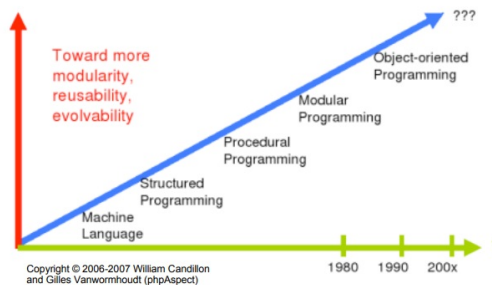 ???
Toward more
modularity,
reusability,
evolvability
Object-oriented
Programming
Modular
Programming
Procedural
Programming
Structured
Programming
Machine
Language
1980
1990
200x
Copyright © 2006-2007 William Candillon
and Gilles Vanwormhoudt (phpAspect)